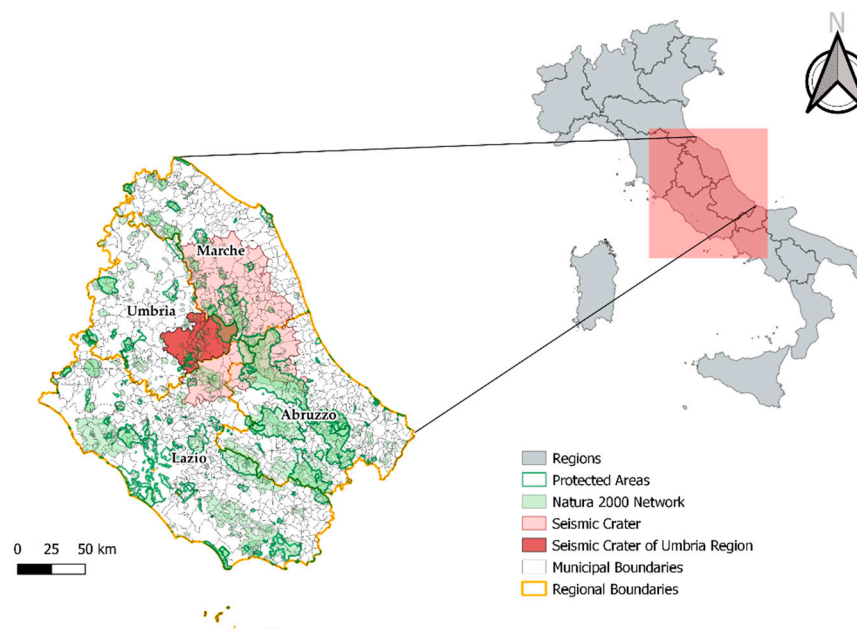 N
Marche
Umbria
Abruzzo
Lazio
0 25 50 km
Regions
Protected Areas
Natura 2000 Network
Seismic Crater
Seismic Crater of Umbria Region
Municipal Boundaries
Regional Boundaries